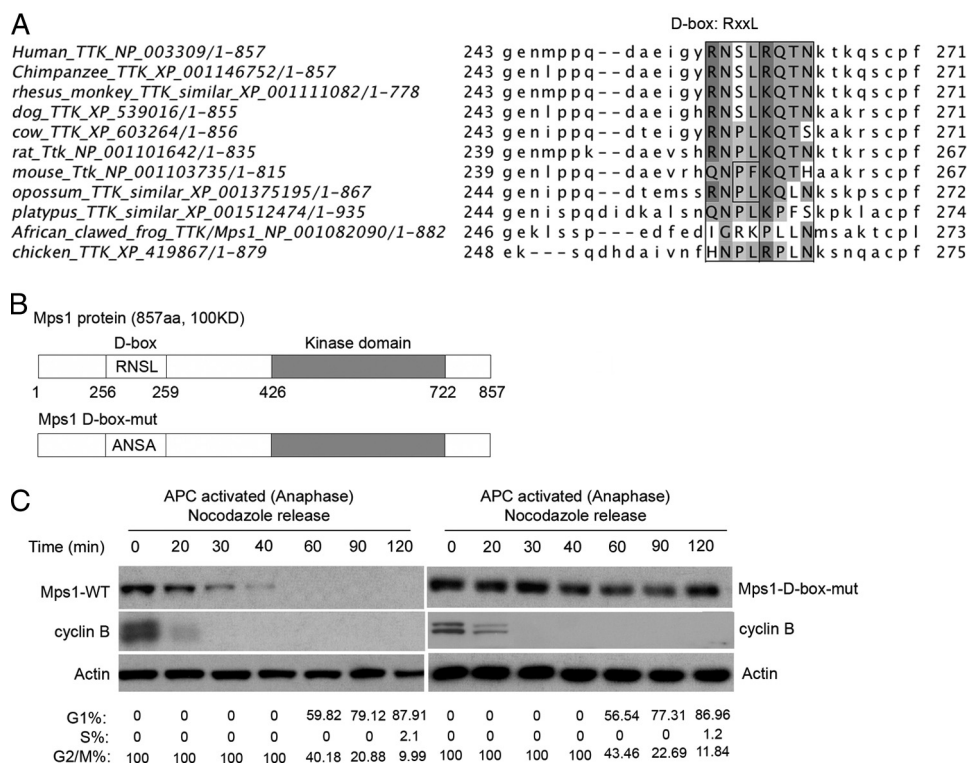 A
D-box: RxxL
Human_TTK_NP_003309/1-857 243 genmppq--daeigyRNSLRQTNktkqscpf 271
Chimpanzee_TTK_XP_001146752/1-857 243 genlppq--daeigyRNSLRQTNktkqscpf 271
rhesus_monkey_TTK_similar_XP_001111082/1-778 243 genlppq--daeigyRNSLKQTNktkqscpf 271
dog_TTK_XP_539016/1-855 243 genlppq--daeighRNSLKQTNkakrscpf 271
cow_TTK_XP_603264/1-856 243 genlppq--dteigyRNPLKQTSkakrscpf 271
rat_Ttk_NP_001101642/1-835 239 genmppk--daevshRNPLKQTNktkrscpf 267
mouse_Ttk_NP_001103735/1-815 239 genmppq--daevrhQNPFKQTHaakrscpf 267
opossum_TTK_similar_XP_001375195/1-867 244 genippq--dtemssRNPLKQLNkskpscpf 272
platypus_TTK_similar_XP_001512474/1-935 244 genispqdidkalsnQNPLKPFSkpklacpf 274
African_clawed_frog_TTK/Mps1_NP_001082090/1-882 246 geklssp---edfedIGRKPLLNmsaktcpl 273
chicken_TTK_XP_419867/1-879 248 ek---sqdhdaivnfHNPLRPLNksnqacpf 275
B
Mps1 protein (857aa, 100KD)
D-box Kinase domain
RNSL
1 256 259 426 722 857
Mps1 D-box-mut
ANSA
C
APC activated (Anaphase) APC activated (Anaphase)
Nocodazole release Nocodazole release
Time (min) 0 20 30 40 60 90 120 0 20 30 40 60 90 120
Mps1-WT Mps1-D-box-mut
cyclin B cyclin B
Actin Actin
G1%: 0 0 0 0 59.82 79.12 87.91 0 0 0 0 56.54 77.31 86.96
S%: 0 0 0 0 0 0 2.1 0 0 0 0 0 0 1.2
G2/M%: 100 100 100 100 40.18 20.88 9.99 100 100 100 100 43.46 22.69 11.84